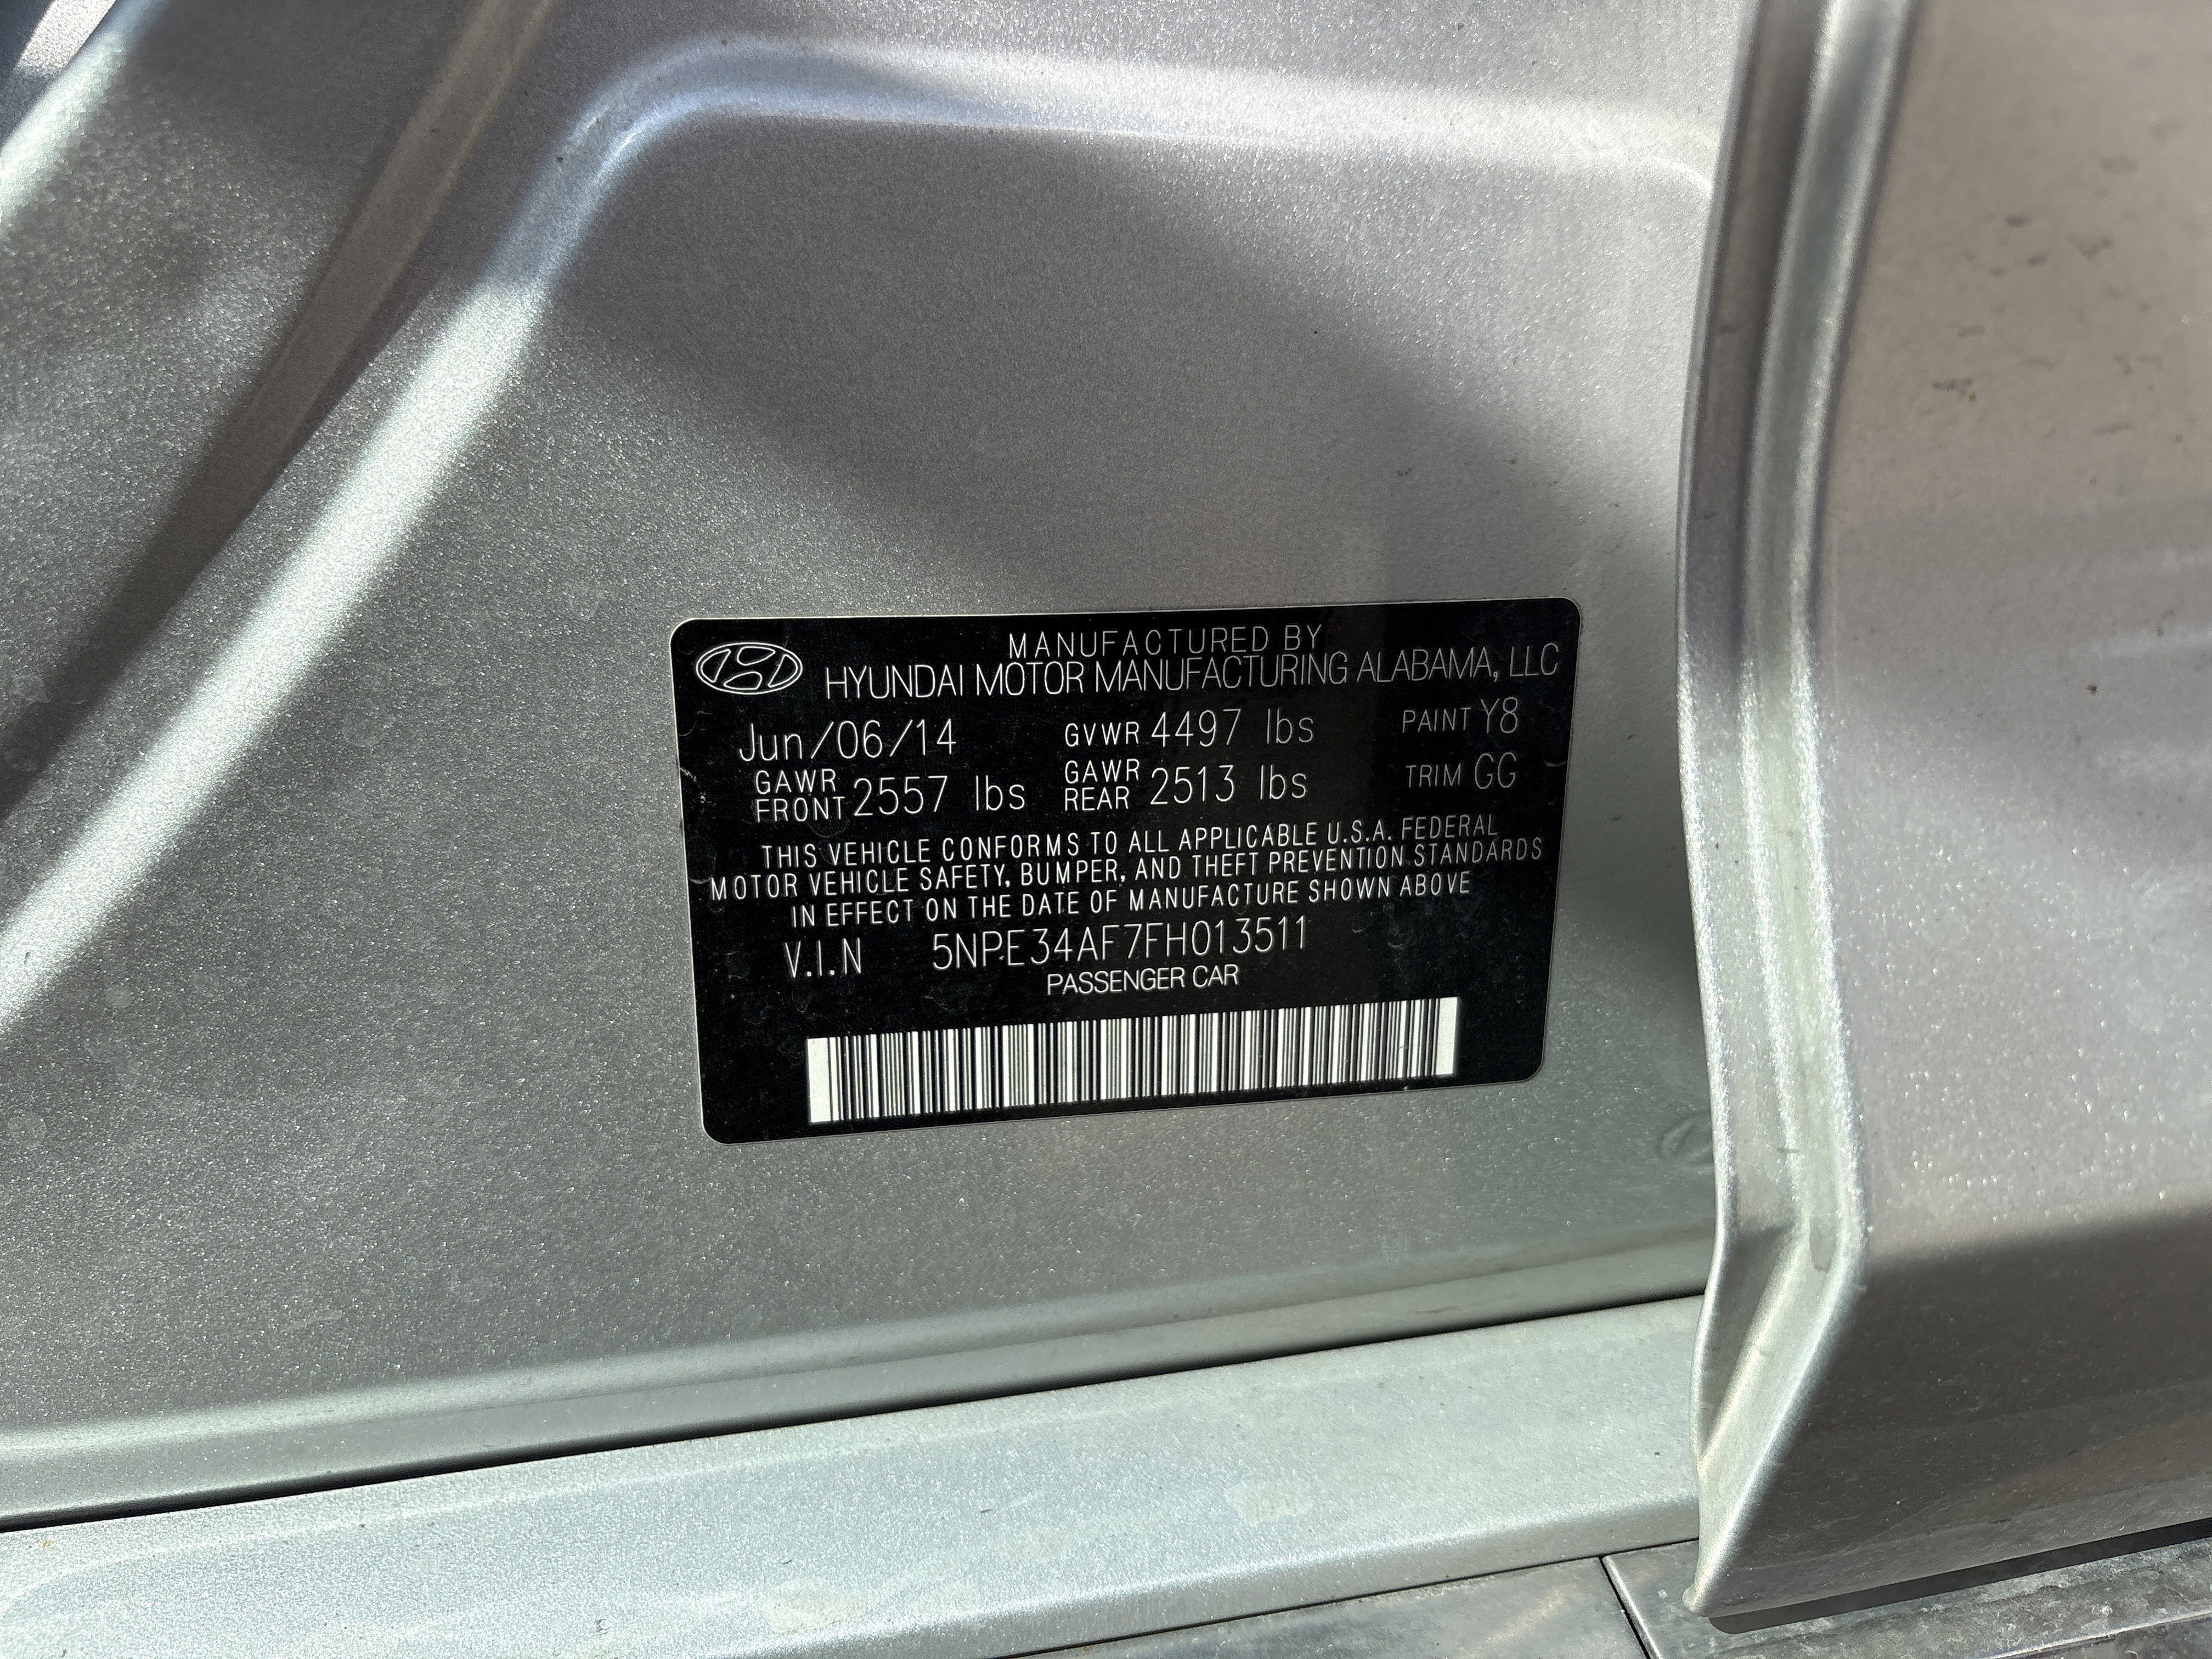 MANUFACTURED BY
HYUNDAI MOTOR MANUFACTURING ALABAMA, LLC
Jun/06/14 GVWR 4497 lbs PAINT Y8
GAWR FRONT 2557 lbs GAWR REAR 2513 lbs TRIM GG
THIS VEHICLE CONFORMS TO ALL APPLICABLE U.S.A. FEDERAL
MOTOR VEHICLE SAFETY, BUMPER, AND THEFT PREVENTION STANDARDS
IN EFFECT ON THE DATE OF MANUFACTURE SHOWN ABOVE
V.I.N 5NPE34AF7FH013511
PASSENGER CAR